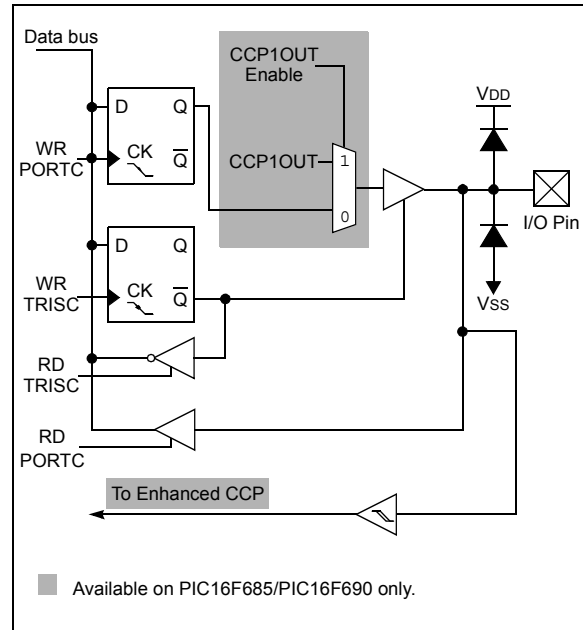 Data bus
CCP1OUT
Enable
VDD
D Q
WR
PORTC
CK
Q
CCP1OUT
1
0
I/O Pin
D Q
VSS
WR
TRISC
CK
Q
RD
TRISC
RD
PORTC
To Enhanced CCP
Available on PIC16F685/PIC16F690 only.